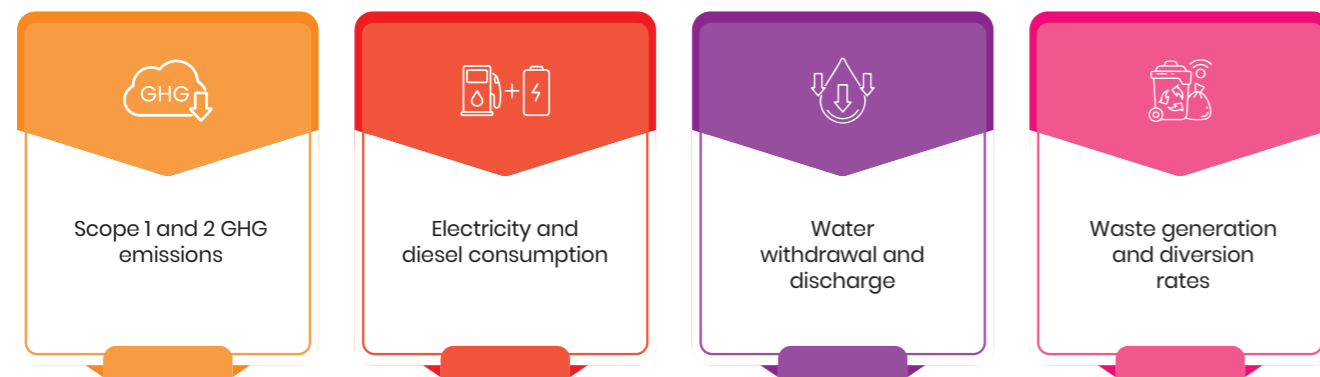 GHG
Scope 1 and 2 GHG
emissions
Electricity and
diesel consumption
Water
withdrawal and
discharge
Waste generation
and diversion
rates